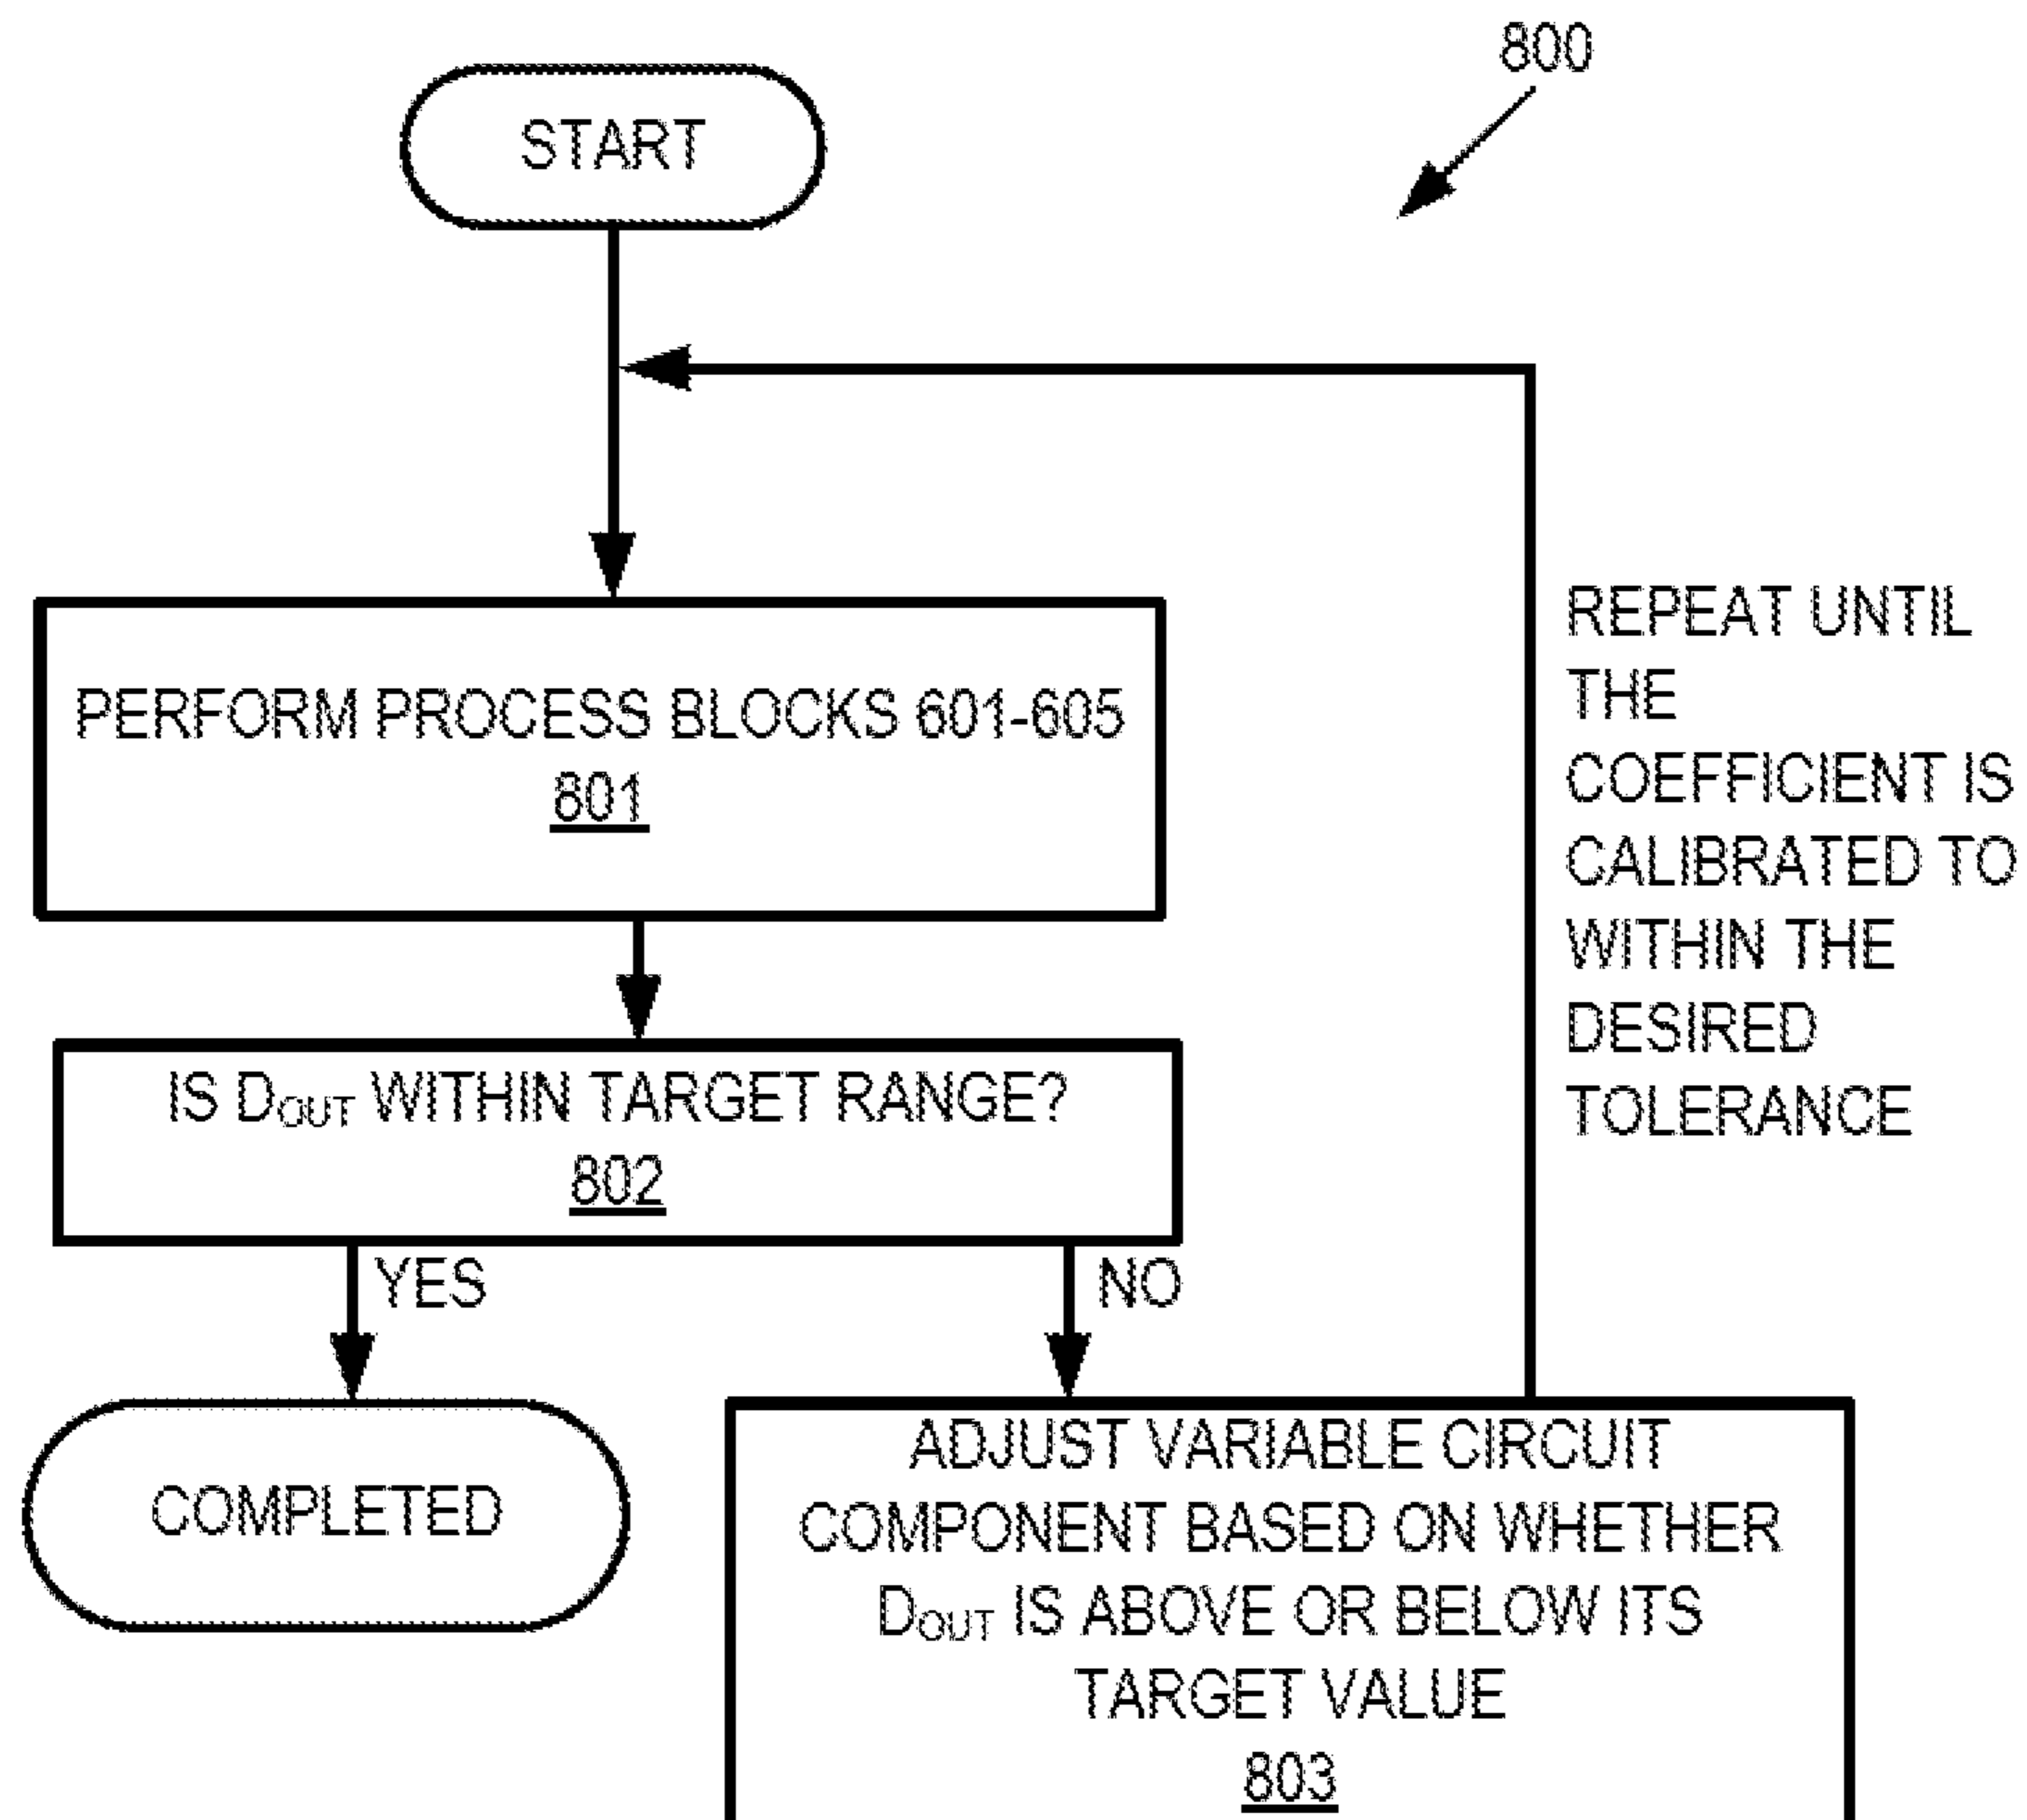 800
START
PERFORM PROCESS BLOCKS 601-605
801
REPEAT UNTIL
THE
COEFFICIENT IS
CALIBRATED TO
WITHIN THE
DESIRED
TOLERANCE
IS DOUT WITHIN TARGET RANGE?
802
YES
NO
COMPLETED
ADJUST VARIABLE CIRCUIT
COMPONENT BASED ON WHETHER
DOUT IS ABOVE OR BELOW ITS
TARGET VALUE
803